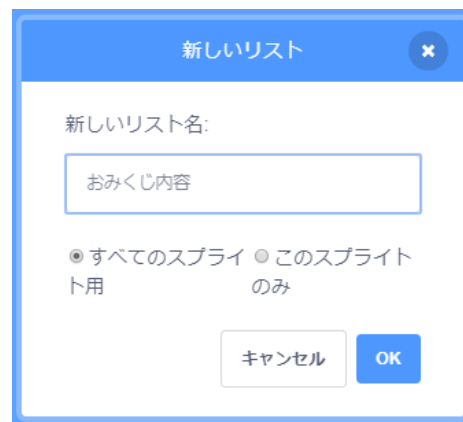 新しいリスト
新しいリスト名:
おみくじ内容
すべてのスプライ
ト用
このスプライト
のみ
キャンセル
OK